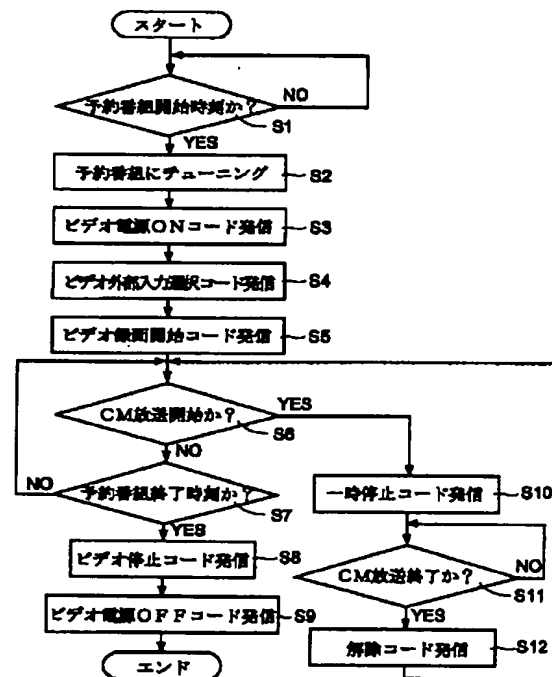 スタート
予約番組開始時刻か?
NO
S1
YES
予約番組にチューニング
S2
ビデオ電源ONコード発信
S3
ビデオ外部入力選択コード発信
S4
ビデオ録画開始コード発信
S5
CM放送開始か?
YES
S6
NO
予約番組終了時刻か?
NO
S7
YES
ビデオ停止コード発信
S8
ビデオ電源OFFコード発信
S9
エンド
一時停止コード発信
S10
CM放送終了か?
NO
S11
YES
解除コード発信
S12